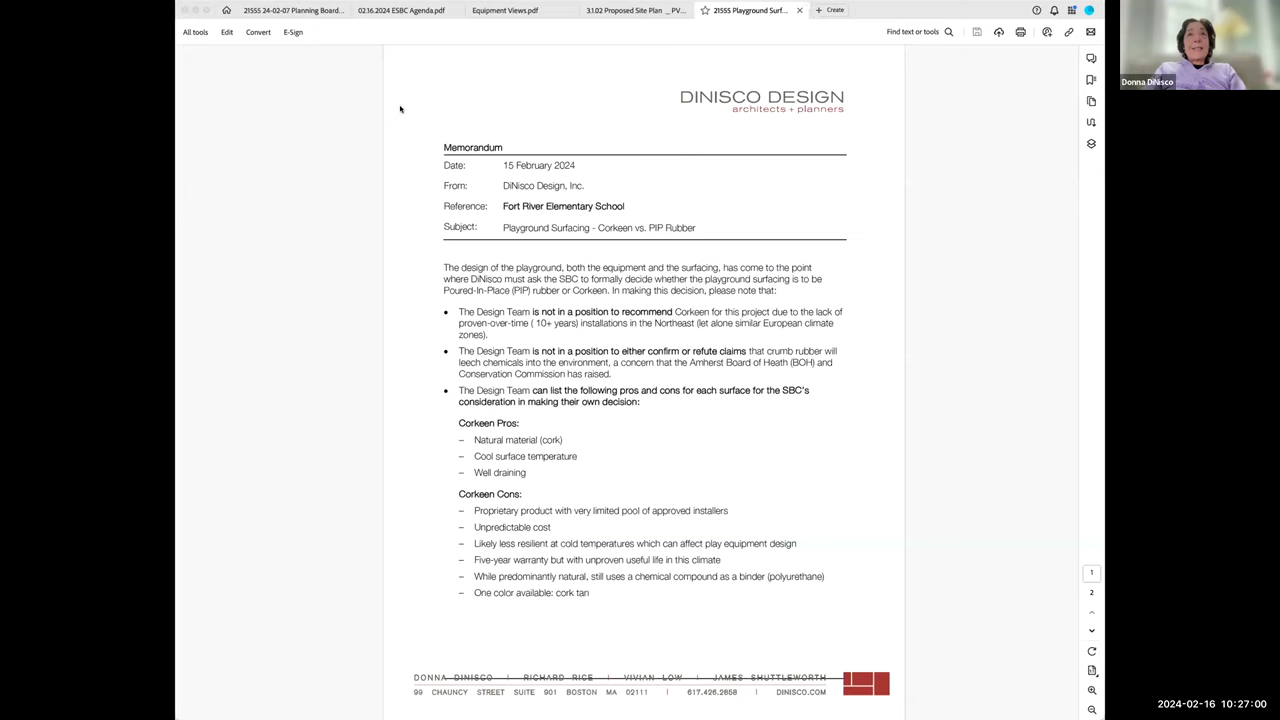 21555 24-02-07 Planning Board...
02.16.2024 ESBC Agenda.pdf
Equipment Views.pdf
3.1.02 Proposed Site Plan _ PV...
21555 Playground Surf...
Create
All tools
Edit
Convert
E-Sign
Find text or tools
Donna DiNisco
DINISCO DESIGN
architects + planners
Memorandum
Date: 15 February 2024
From: DiNisco Design, Inc.
Reference: Fort River Elementary School
Subject: Playground Surfacing - Corkeen vs. PIP Rubber
The design of the playground, both the equipment and the surfacing, has come to the point
where DiNisco must ask the SBC to formally decide whether the playground surfacing is to be
Poured-In-Place (PIP) rubber or Corkeen. In making this decision, please note that:
• The Design Team is not in a position to recommend Corkeen for this project due to the lack of
proven-over-time ( 10+ years) installations in the Northeast (let alone similar European climate
zones).
• The Design Team is not in a position to either confirm or refute claims that crumb rubber will
leech chemicals into the environment, a concern that the Amherst Board of Heath (BOH) and
Conservation Commission has raised.
• The Design Team can list the following pros and cons for each surface for the SBC's
consideration in making their own decision:
Corkeen Pros:
– Natural material (cork)
– Cool surface temperature
– Well draining
Corkeen Cons:
– Proprietary product with very limited pool of approved installers
– Unpredictable cost
– Likely less resilient at cold temperatures which can affect play equipment design
– Five-year warranty but with unproven useful life in this climate
– While predominantly natural, still uses a chemical compound as a binder (polyurethane)
– One color available: cork tan
1
2
DONNA DINISCO | RICHARD RICE | VIVIAN LOW | JAMES SHUTTLEWORTH
99 CHAUNCY STREET SUITE 901 BOSTON MA 02111 | 617.426.2858 | DINISCO.COM
2024-02-16 10:27:00